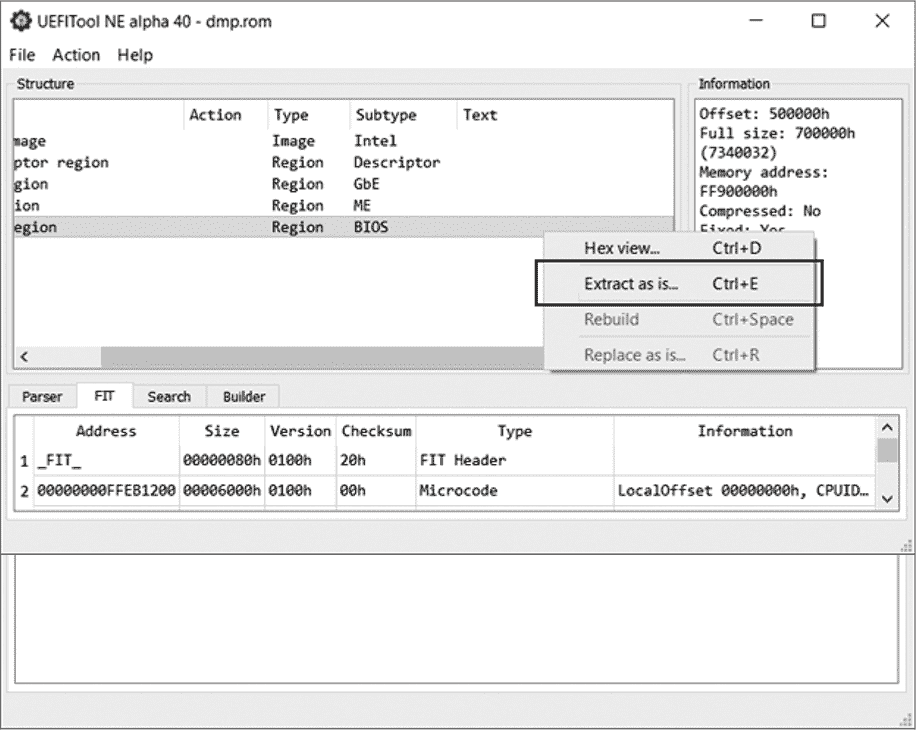 UEFITool NE alpha 40 - dmp.rom
File Action Help
Structure
Action Type Subtype Text
mage Image Intel
ptor region Region Descriptor
gion Region GbE
ion Region ME
egion Region BIOS
Information
Offset: 500000h
Full size: 700000h
(7340032)
Memory address:
FF900000h
Compressed: No
Fixed: Yes
Hex view... Ctrl+D
Extract as is... Ctrl+E
Rebuild Ctrl+Space
Replace as is... Ctrl+R
Parser FIT Search Builder
Address Size Version Checksum Type Information
1 _FIT_ 00000080h 0100h 20h FIT Header
2 00000000FFEB1200 00006000h 0100h 00h Microcode LocalOffset 00000000h, CPUID...